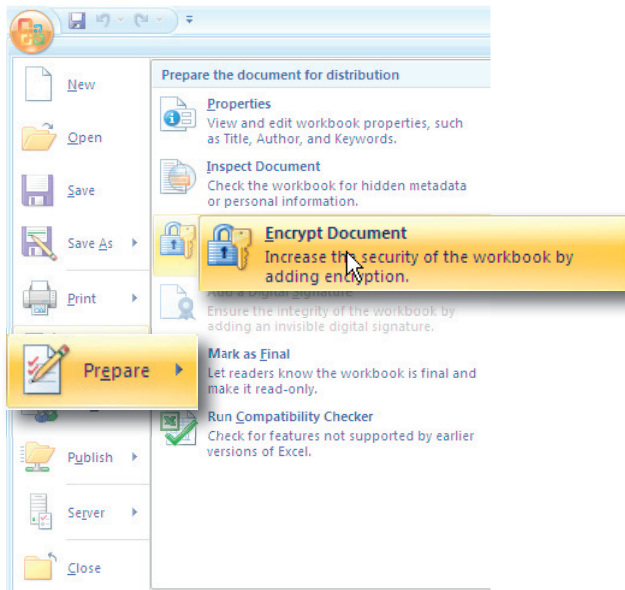 Prepare the document for distribution
New
Properties
View and edit workbook properties, such
as Title, Author, and Keywords.
Open
Inspect Document
Check the workbook for hidden metadata
or personal information.
Save
Encrypt Document
Increase the security of the workbook by
adding encryption.
Save As
Add a Digital Signature
Ensure the integrity of the workbook by
adding an invisible digital signature.
Print
Mark as Final
Let readers know the workbook is final and
make it read-only.
Prepare
Run Compatibility Checker
Check for features not supported by earlier
versions of Excel.
Publish
Server
Close